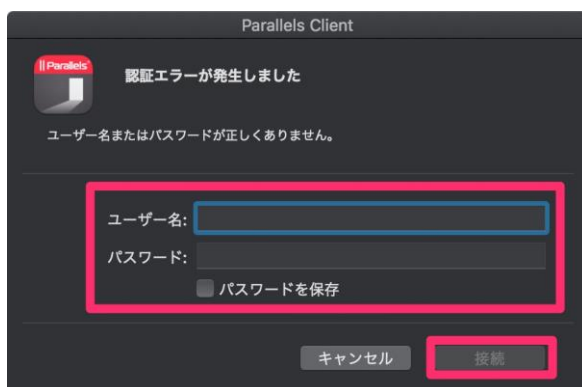 Parallels Client
|| Parallels
認証エラーが発生しました
ユーザー名またはパスワードが正しくありません。
ユーザー名:
パスワード:
パスワードを保存
キャンセル
接続